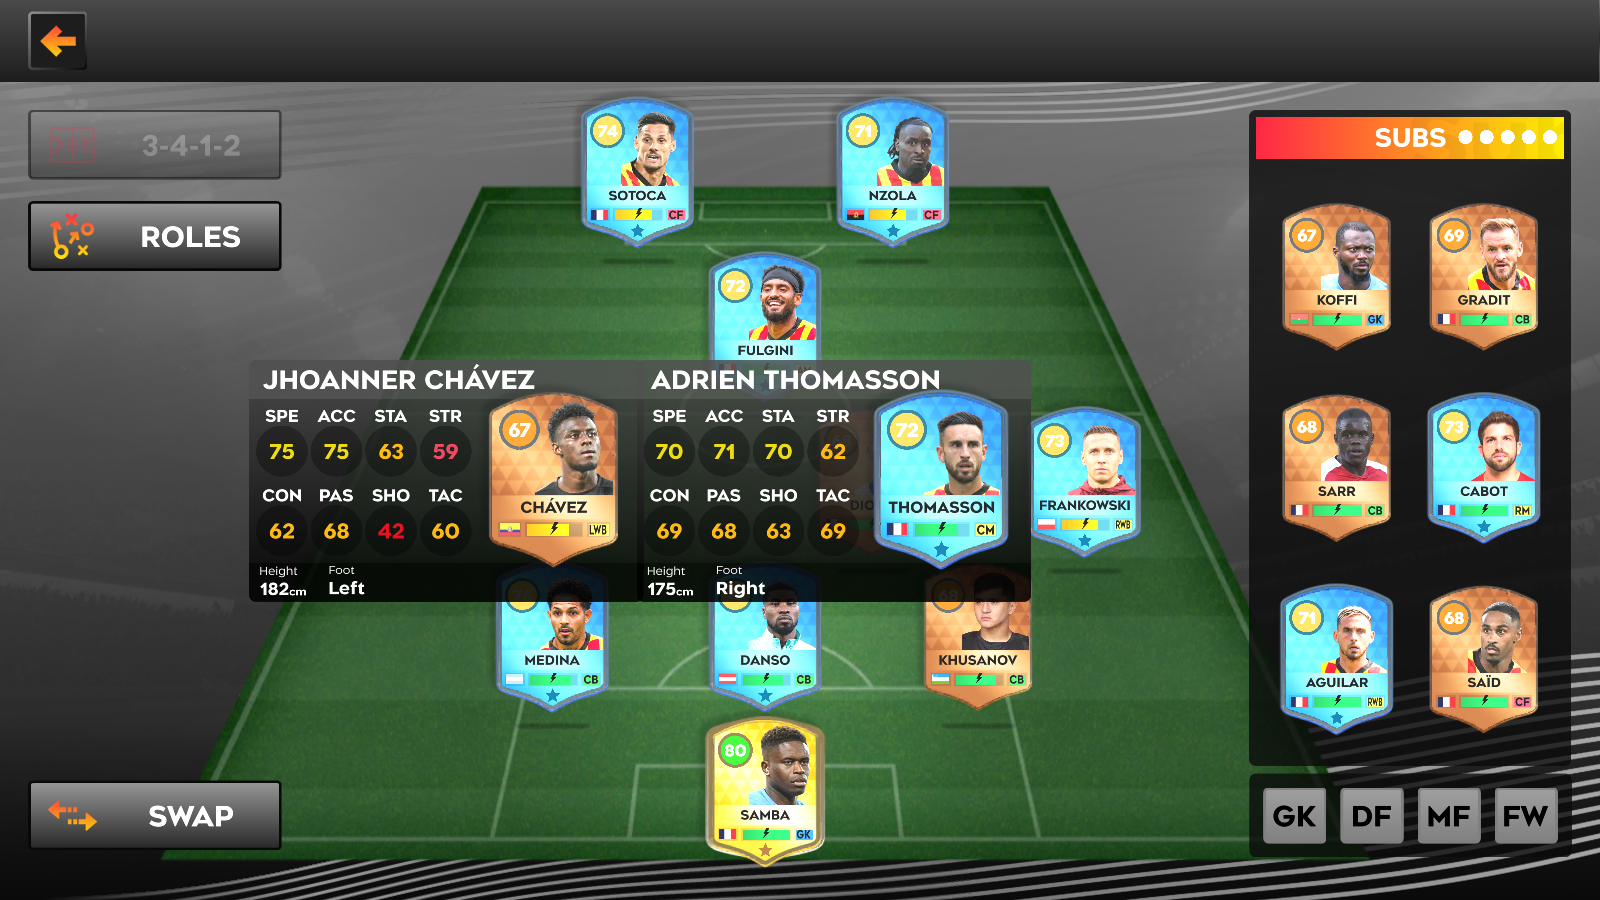 3-4-1-2
ROLES
SWAP
74
SOTOCA
CF
71
NZOLA
CF
72
FULGINI
JHOANNER CHÁVEZ
SPE ACC STA STR
75 75 63 59
CON PAS SHO TAC
62 68 42 60
Height Foot
182cm Left
67
CHÁVEZ
LWB
ADRIEN THOMASSON
SPE ACC STA STR
70 71 70 62
CON PAS SHO TAC
69 68 63 69
Height Foot
175cm Right
72
THOMASSON
CM
73
FRANKOWSKI
RWB
MEDINA
CB
DANSO
CB
68
KHUSANOV
CB
80
SAMBA
GK
SUBS
67
KOFFI
GK
69
GRADIT
CB
68
SARR
CB
73
CABOT
RM
71
AGUILAR
RWB
68
SAÏD
CF
GK DF MF FW